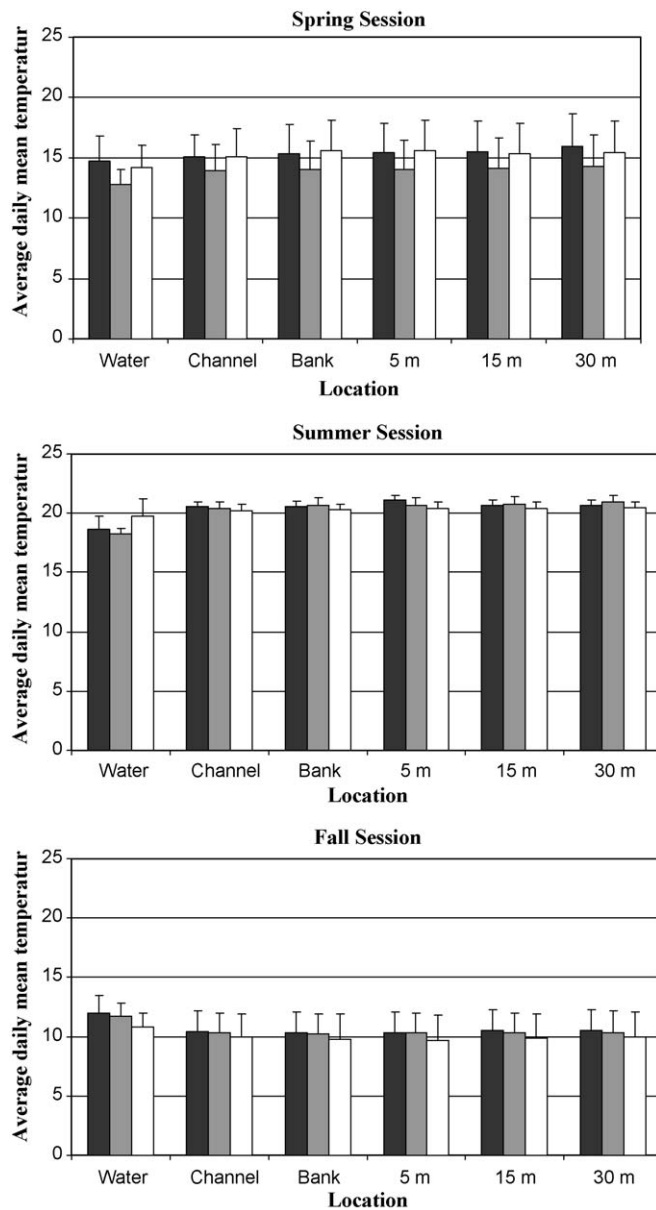 Spring Session
Average daily mean temperatur
25
20
15
10
5
0
Water Channel Bank 5 m 15 m 30 m
Location
Summer Session
Average daily mean temperatur
25
20
15
10
5
0
Water Channel Bank 5 m 15 m 30 m
Location
Fall Session
Average daily mean temperatur
25
20
15
10
5
0
Water Channel Bank 5 m 15 m 30 m
Location